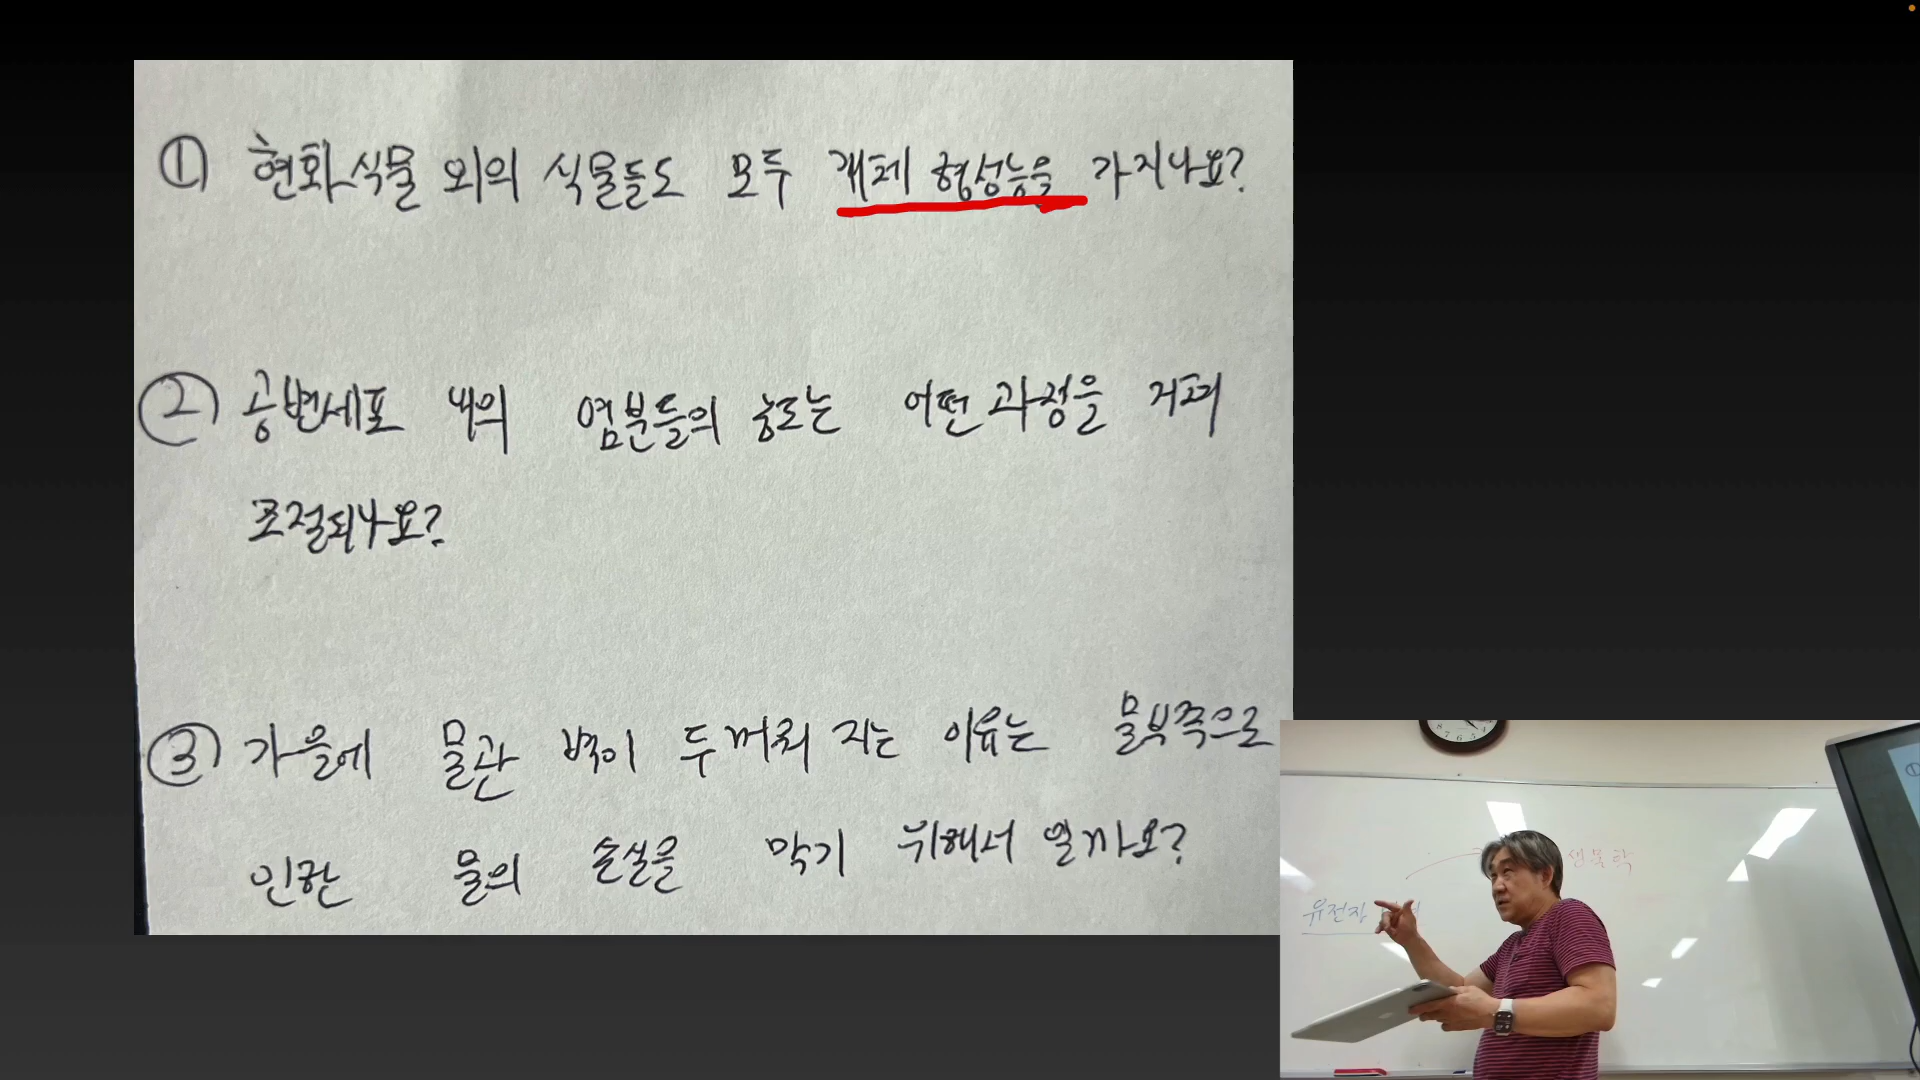 ① 현화식물 외의 식물들도 모두 개체 형성능을 가지나요?
② 공변세포 내의 염분들의 농도는 어떤 과정을 거쳐
조절되나요?
③ 가을에 물관 벽이 두꺼워 지는 이유는 물부족으로
인한 물의 손실을 막기 위해서 일까요?
생물학
유전자
①